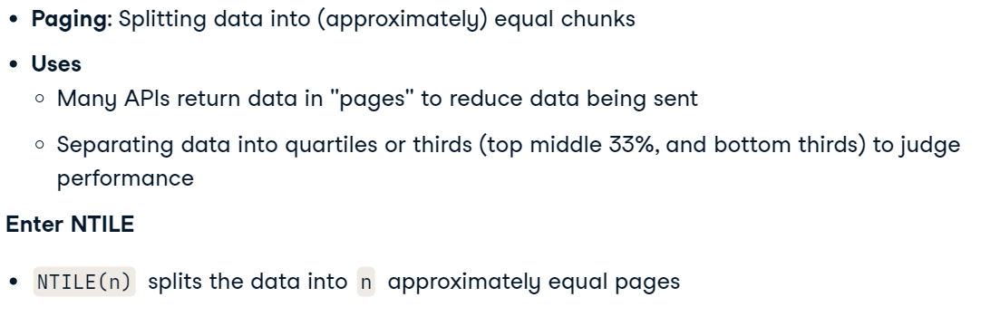 • Paging: Splitting data into (approximately) equal chunks
• Uses
○ Many APIs return data in "pages" to reduce data being sent
○ Separating data into quartiles or thirds (top middle 33%, and bottom thirds) to judge
performance
Enter NTILE
• NTILE(n) splits the data into n approximately equal pages